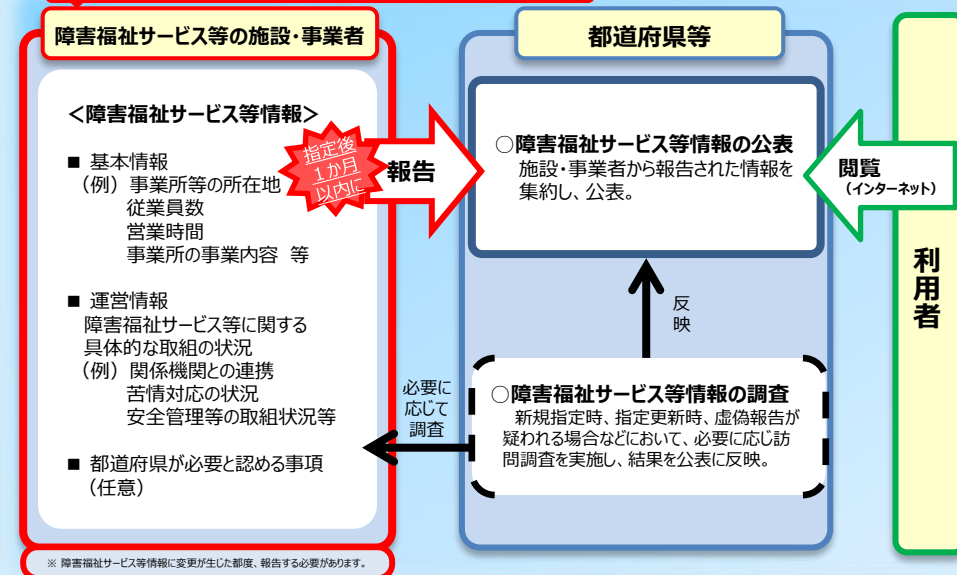 障害福祉サービス等の施設・事業者
＜障害福祉サービス等情報＞
■ 基本情報
（例）事業所等の所在地
従業員数
営業時間
事業所の事業内容 等
■ 運営情報
障害福祉サービス等に関する
具体的な取組の状況
（例）関係機関との連携
苦情対応の状況
安全管理等の取組状況等
■ 都道府県が必要と認める事項
（任意）
※ 障害福祉サービス等情報に変更が生じた都度、報告する必要があります。
指定後
１か月
以内に
報告
必要に
応じて
調査
都道府県等
○障害福祉サービス等情報の公表
施設・事業者から報告された情報を
集約し、公表。
反
映
○障害福祉サービス等情報の調査
新規指定時、指定更新時、虚偽報告が
疑われる場合などにおいて、必要に応じ訪
問調査を実施し、結果を公表に反映。
閲覧
（インターネット）
利用者